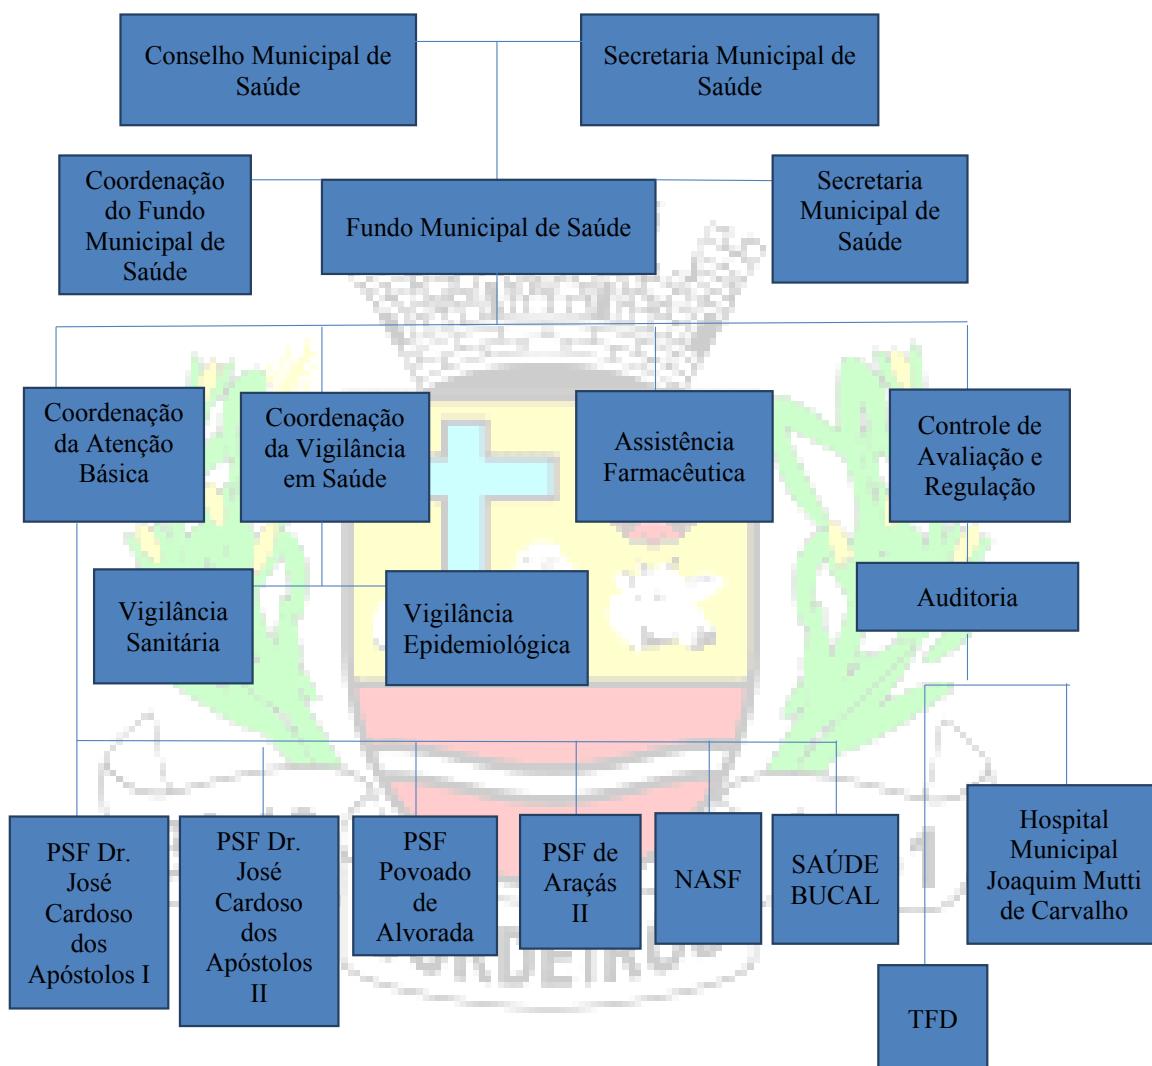 Conselho Municipal de
Saúde
Secretaria Municipal de
Saúde
Coordenação
do Fundo
Municipal de
Saúde
Fundo Municipal de Saúde
Secretaria
Municipal de
Saúde
Coordenação
da Atenção
Básica
Coordenação
da Vigilância
em Saúde
Assistência
Farmacêutica
Controle de
Avaliação e
Regulação
Vigilância
Sanitária
Vigilância
Epidemiológica
Auditoria
PSF Dr.
José
Cardoso
dos
Apóstolos I
PSF Dr.
José
Cardoso
dos
Apóstolos
II
PSF
Povoado
de
Alvorada
PSF de
Araçás
II
NASF
SAÚDE
BUCAL
Hospital
Municipal
Joaquim Mutti
de Carvalho
TFD